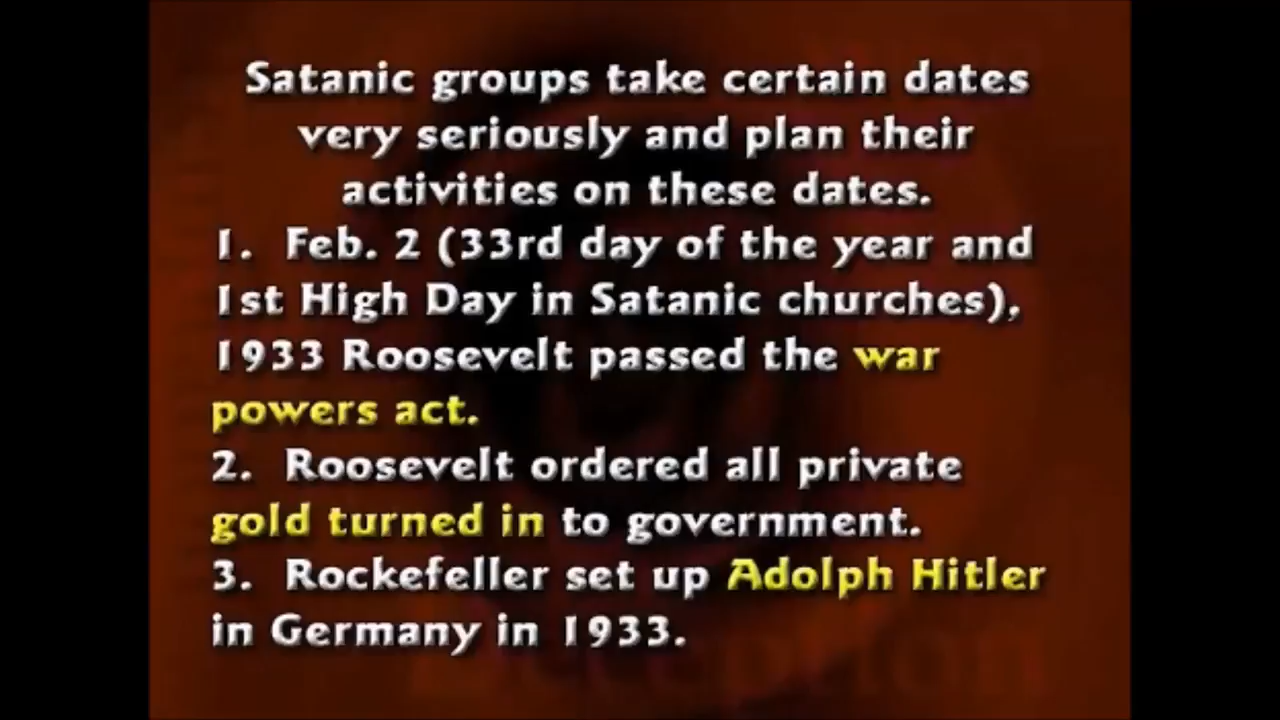 Satanic groups take certain dates
very seriously and plan their
activities on these dates.
1. Feb. 2 (33rd day of the year and
1st High Day in Satanic churches),
1933 Roosevelt passed the war
powers act.
2. Roosevelt ordered all private
gold turned in to government.
3. Rockefeller set up Adolph Hitler
in Germany in 1933.
Deception